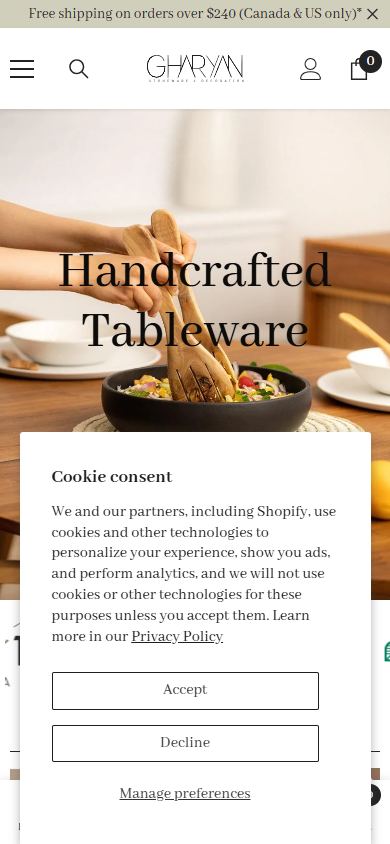 Free shipping on orders over $240 (Canada & US only)*
0
GHARYAN
STONEWARE & DECORATION
Handcrafted
Tableware
Cookie consent
We and our partners, including Shopify, use
cookies and other technologies to
personalize your experience, show you ads,
and perform analytics, and we will not use
cookies or other technologies for these
purposes unless you accept them. Learn
more in our Privacy Policy
Accept
Decline
Manage preferences